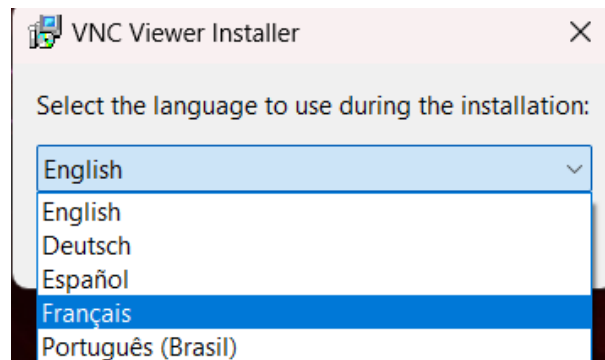 VNC Viewer Installer
Select the language to use during the installation:
English
English
Deutsch
Español
Français
Português (Brasil)